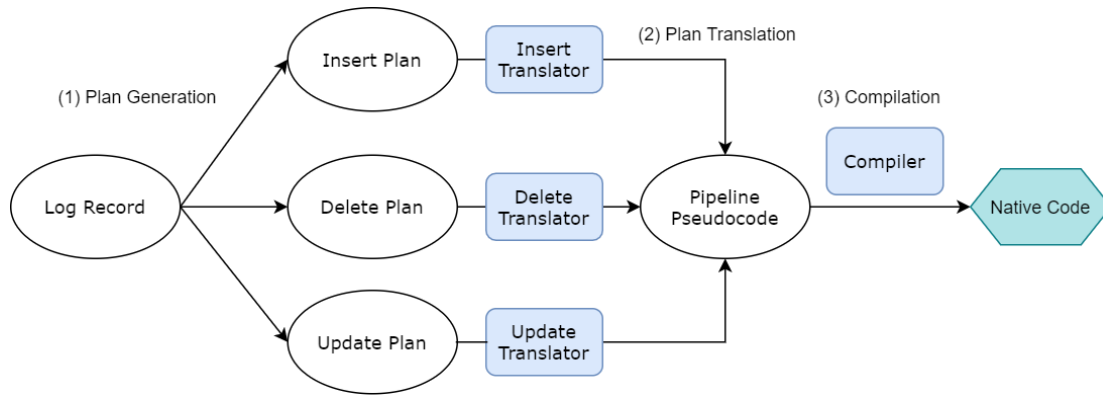 (1) Plan Generation
Log Record
Insert Plan
Insert
Translator
(2) Plan Translation
Delete Plan
Delete
Translator
Update Plan
Update
Translator
Pipeline
Pseudocode
(3) Compilation
Compiler
Native Code